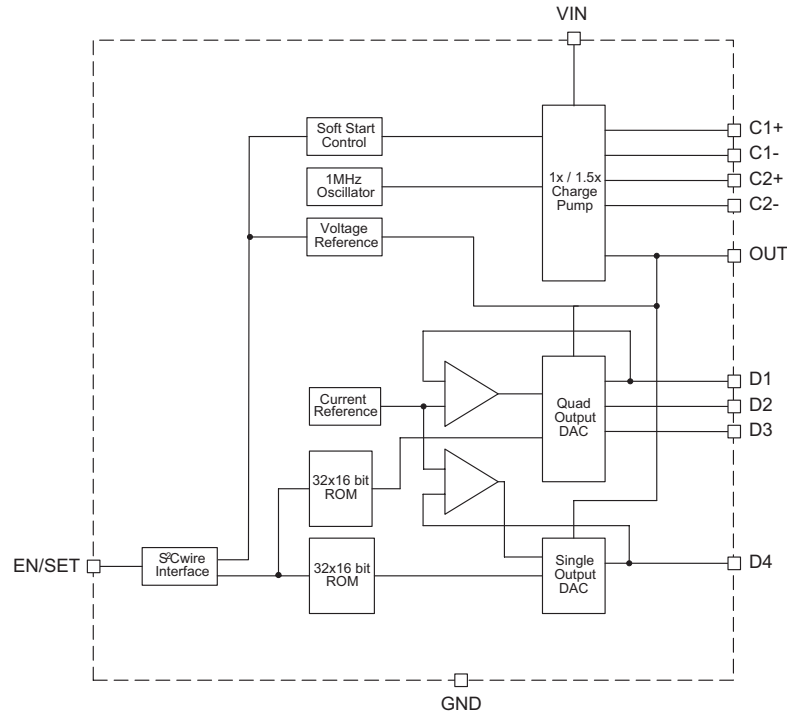 VIN
Soft Start
Control
1MHz
Oscillator
Voltage
Reference
1x / 1.5x
Charge
Pump
C1+
C1-
C2+
C2-
OUT
Current
Reference
Quad
Output
DAC
D1
D2
D3
32x16 bit
ROM
EN/SET
S²Cwire
Interface
32x16 bit
ROM
Single
Output
DAC
D4
GND